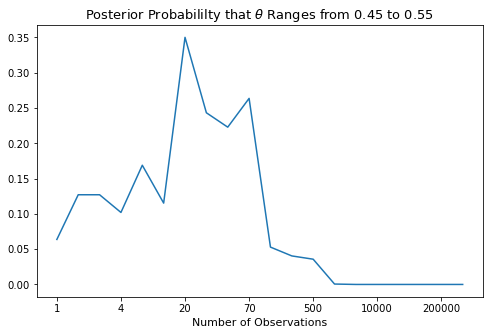 Posterior Probabililty that θ Ranges from 0.45 to 0.55
0.35
0.30
0.25
0.20
0.15
0.10
0.05
0.00
1 4 20 70 500 10000 200000
Number of Observations